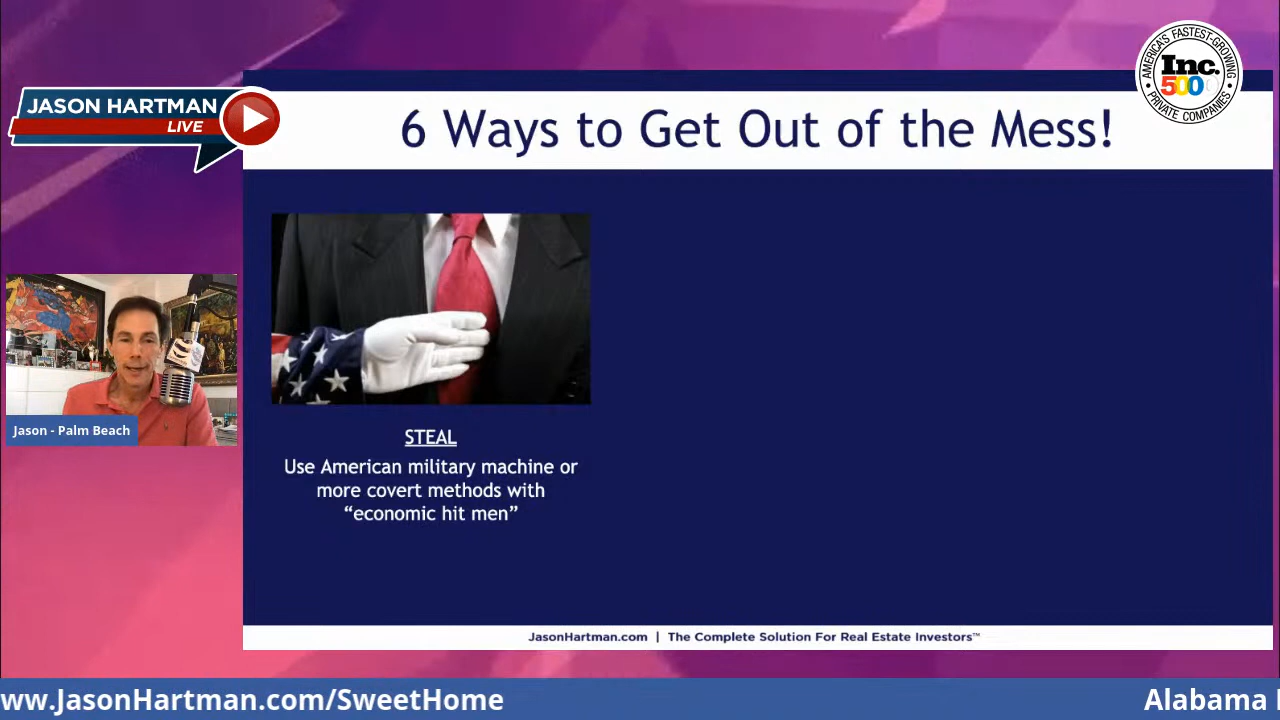 AMERICA'S FASTEST-GROWING
Inc.
500
PRIVATE COMPANIES
JASON HARTMAN
LIVE
6 Ways to Get Out of the Mess!
Jason - Palm Beach
STEAL
Use American military machine or
more covert methods with
“economic hit men”
JasonHartman.com | The Complete Solution For Real Estate Investors™
ww.JasonHartman.com/SweetHome
Alabama